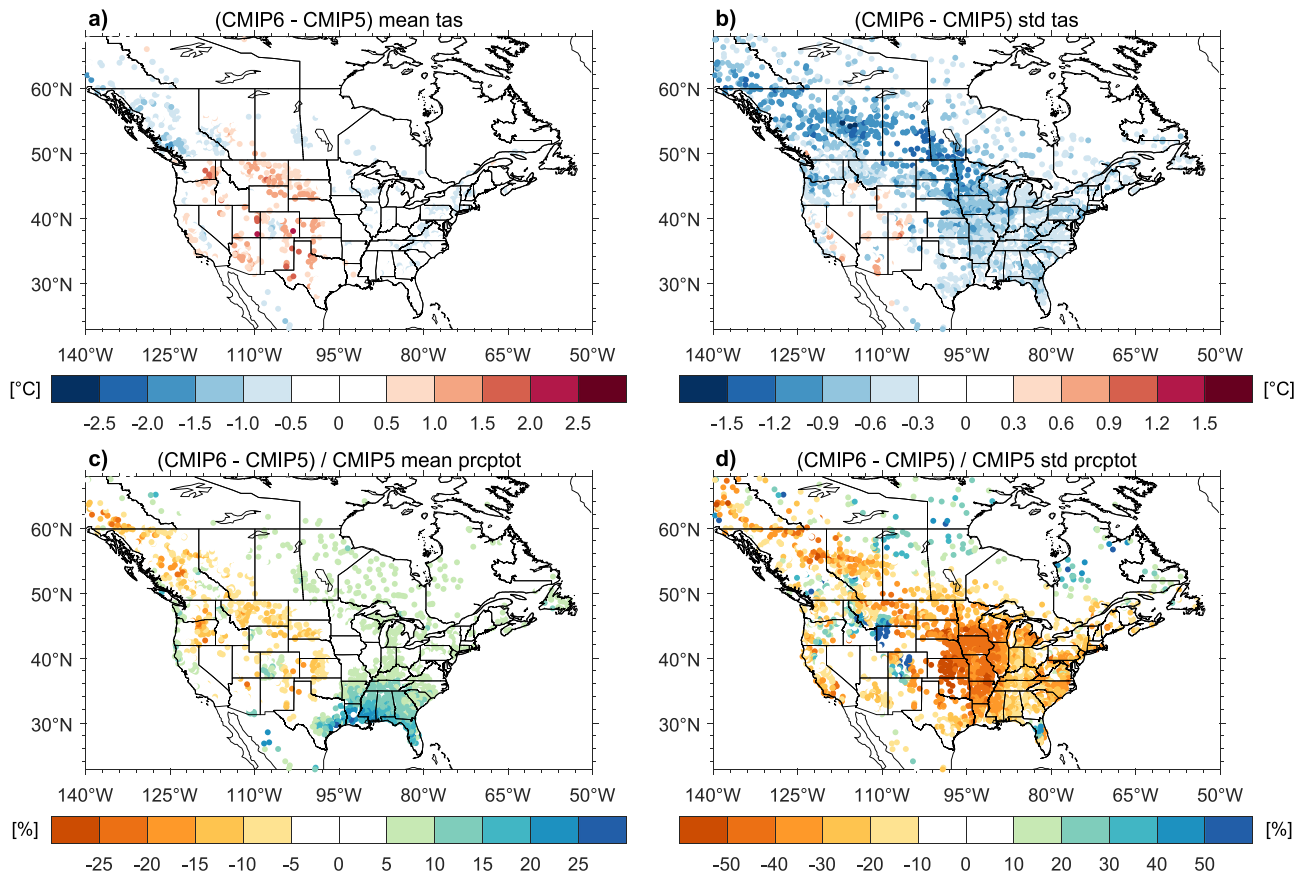 a) (CMIP6 - CMIP5) mean tas
60°N
50°N
40°N
30°N
140°W 125°W 110°W 95°W 80°W 65°W 50°W
[°C]
-2.5 -2.0 -1.5 -1.0 -0.5 0 0.5 1.0 1.5 2.0 2.5
b) (CMIP6 - CMIP5) std tas
60°N
50°N
40°N
30°N
140°W 125°W 110°W 95°W 80°W 65°W 50°W
[°C]
-1.5 -1.2 -0.9 -0.6 -0.3 0 0.3 0.6 0.9 1.2 1.5
c) (CMIP6 - CMIP5) / CMIP5 mean prcptot
60°N
50°N
40°N
30°N
140°W 125°W 110°W 95°W 80°W 65°W 50°W
[%]
-25 -20 -15 -10 -5 0 5 10 15 20 25
d) (CMIP6 - CMIP5) / CMIP5 std prcptot
60°N
50°N
40°N
30°N
140°W 125°W 110°W 95°W 80°W 65°W 50°W
[%]
-50 -40 -30 -20 -10 0 10 20 30 40 50